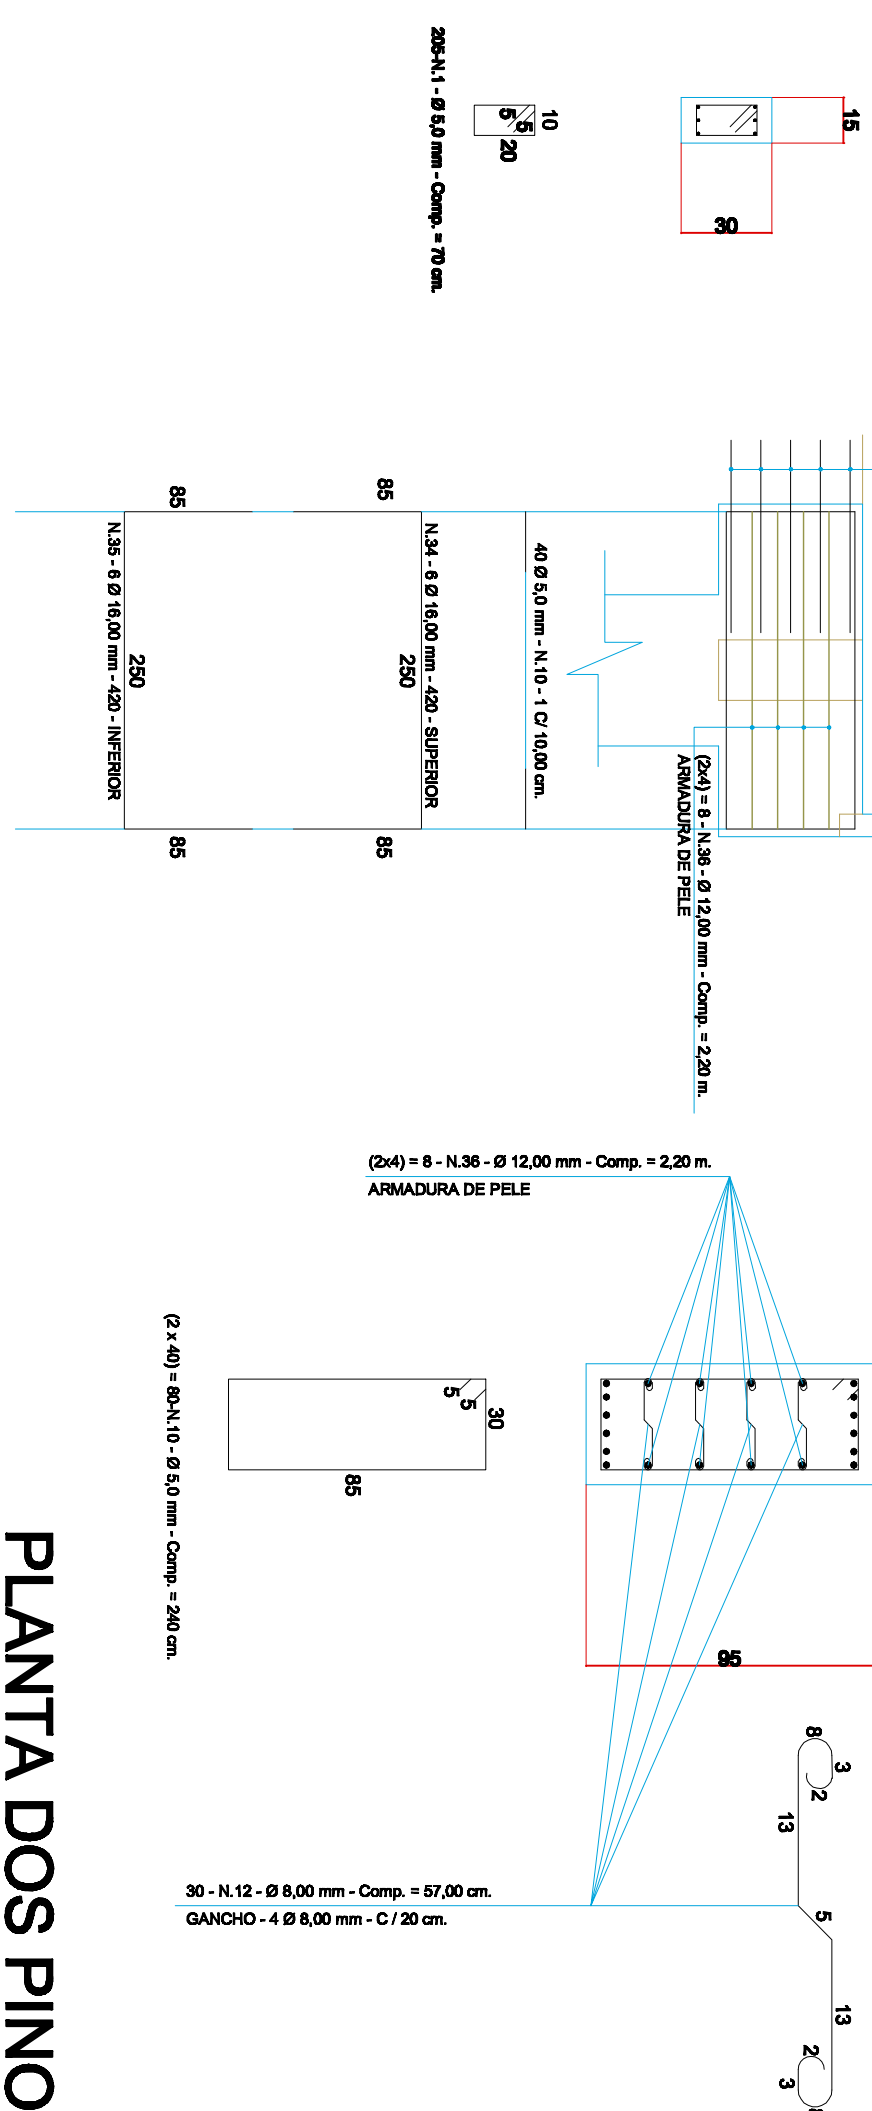 205-N.1 - Ø 5,0 mm - Comp. = 70 cm.
5
5
10
20
15
30
85
85
N.35 - 6 Ø 16,00 mm - 420 - INFERIOR
250
N.34 - 6 Ø 16,00 mm - 420 - SUPERIOR
250
40 Ø 5,0 mm - N.10 - 1 C/ 10,00 cm.
85
85
(2x4) = 8 - N.36 - Ø 12,00 mm - Comp. = 2,20 m.
ARMADURA DE PELE
(2x4) = 8 - N.36 - Ø 12,00 mm - Comp. = 2,20 m.
ARMADURA DE PELE
(2 x 40) = 80-N.10 - Ø 5,0 mm - Comp. = 240 cm.
5
5
30
85
95
8
3
2
13
5
13
2
3
30 - N.12 - Ø 8,00 mm - Comp. = 57,00 cm.
GANCHO - 4 Ø 8,00 mm - C / 20 cm.
PLANTA DOS PINO